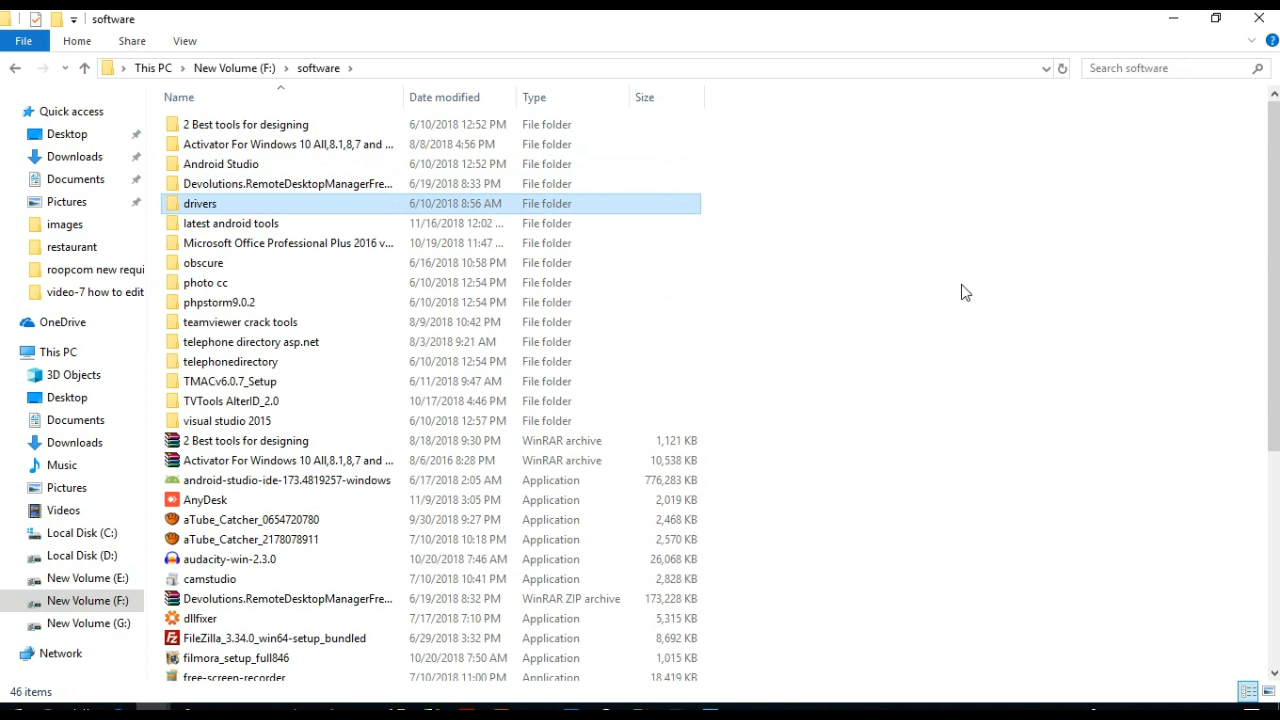 software
File Home Share View
This PC New Volume (F:) software
Search software
Name Date modified Type Size
Quick access
Desktop
Downloads
Documents
Pictures
images
restaurant
roopcom new requi
video-7 how to edit
OneDrive
This PC
3D Objects
Desktop
Documents
Downloads
Music
Pictures
Videos
Local Disk (C:)
Local Disk (D:)
New Volume (E:)
New Volume (F:)
New Volume (G:)
Network
2 Best tools for designing 6/10/2018 12:52 PM File folder
Activator For Windows 10 All,8.1,8,7 and ... 8/8/2018 4:56 PM File folder
Android Studio 6/10/2018 12:52 PM File folder
Devolutions.RemoteDesktopManagerFre... 6/19/2018 8:33 PM File folder
drivers 6/10/2018 8:56 AM File folder
latest android tools 11/16/2018 12:02 ... File folder
Microsoft Office Professional Plus 2016 v... 10/19/2018 11:47 ... File folder
obscure 6/16/2018 10:58 PM File folder
photo cc 6/10/2018 12:54 PM File folder
phpstorm9.0.2 6/10/2018 12:54 PM File folder
teamviewer crack tools 8/9/2018 10:42 PM File folder
telephone directory asp.net 8/3/2018 9:21 AM File folder
telephonedirectory 6/10/2018 12:54 PM File folder
TMACv6.0.7_Setup 6/11/2018 9:47 AM File folder
TVTools AlterID_2.0 10/17/2018 4:46 PM File folder
visual studio 2015 6/10/2018 12:57 PM File folder
2 Best tools for designing 8/18/2018 9:30 PM WinRAR archive 1,121 KB
Activator For Windows 10 All,8.1,8,7 and ... 8/6/2016 8:28 PM WinRAR archive 10,538 KB
android-studio-ide-173.4819257-windows 6/17/2018 2:05 AM Application 776,283 KB
AnyDesk 11/9/2018 3:05 PM Application 2,019 KB
aTube_Catcher_0654720780 9/30/2018 9:27 PM Application 2,468 KB
aTube_Catcher_2178078911 7/10/2018 10:18 PM Application 2,570 KB
audacity-win-2.3.0 10/20/2018 7:46 AM Application 26,068 KB
camstudio 7/10/2018 10:41 PM Application 2,828 KB
Devolutions.RemoteDesktopManagerFre... 6/19/2018 8:32 PM WinRAR ZIP archive 173,228 KB
dllfixer 7/17/2018 7:10 PM Application 5,315 KB
FileZilla_3.34.0_win64-setup_bundled 6/29/2018 3:32 PM Application 8,692 KB
filmora_setup_full846 10/20/2018 7:50 AM Application 1,015 KB
free-screen-recorder 7/10/2018 11:00 PM Application 18,419 KB
46 items